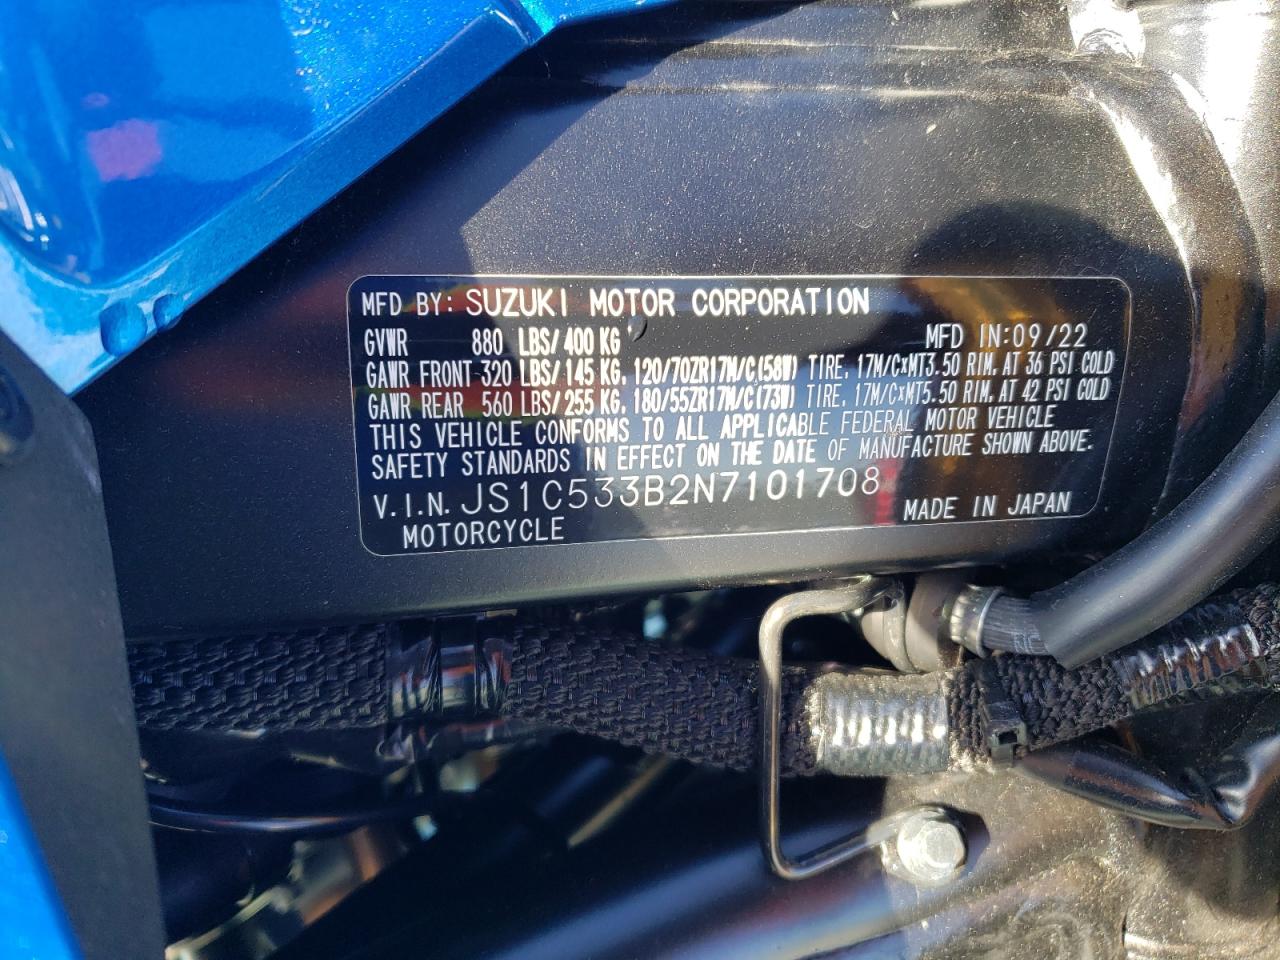 MFD BY: SUZUKI MOTOR CORPORATION
GVWR 880 LBS/400 KG MFD IN:09/22
GAWR FRONT 320 LBS/145 KG. 120/70ZR17M/C(58W) TIRE. 17M/CxMT3.50 RIM. AT 36 PSI COLD
GAWR REAR 560 LBS/255 KG. 180/55ZR17M/C(73W) TIRE. 17M/CxMT5.50 RIM. AT 42 PSI COLD
THIS VEHICLE CONFORMS TO ALL APPLICABLE FEDERAL MOTOR VEHICLE
SAFETY STANDARDS IN EFFECT ON THE DATE OF MANUFACTURE SHOWN ABOVE.
V.I.N. JS1C533B2N7101708
MOTORCYCLE MADE IN JAPAN